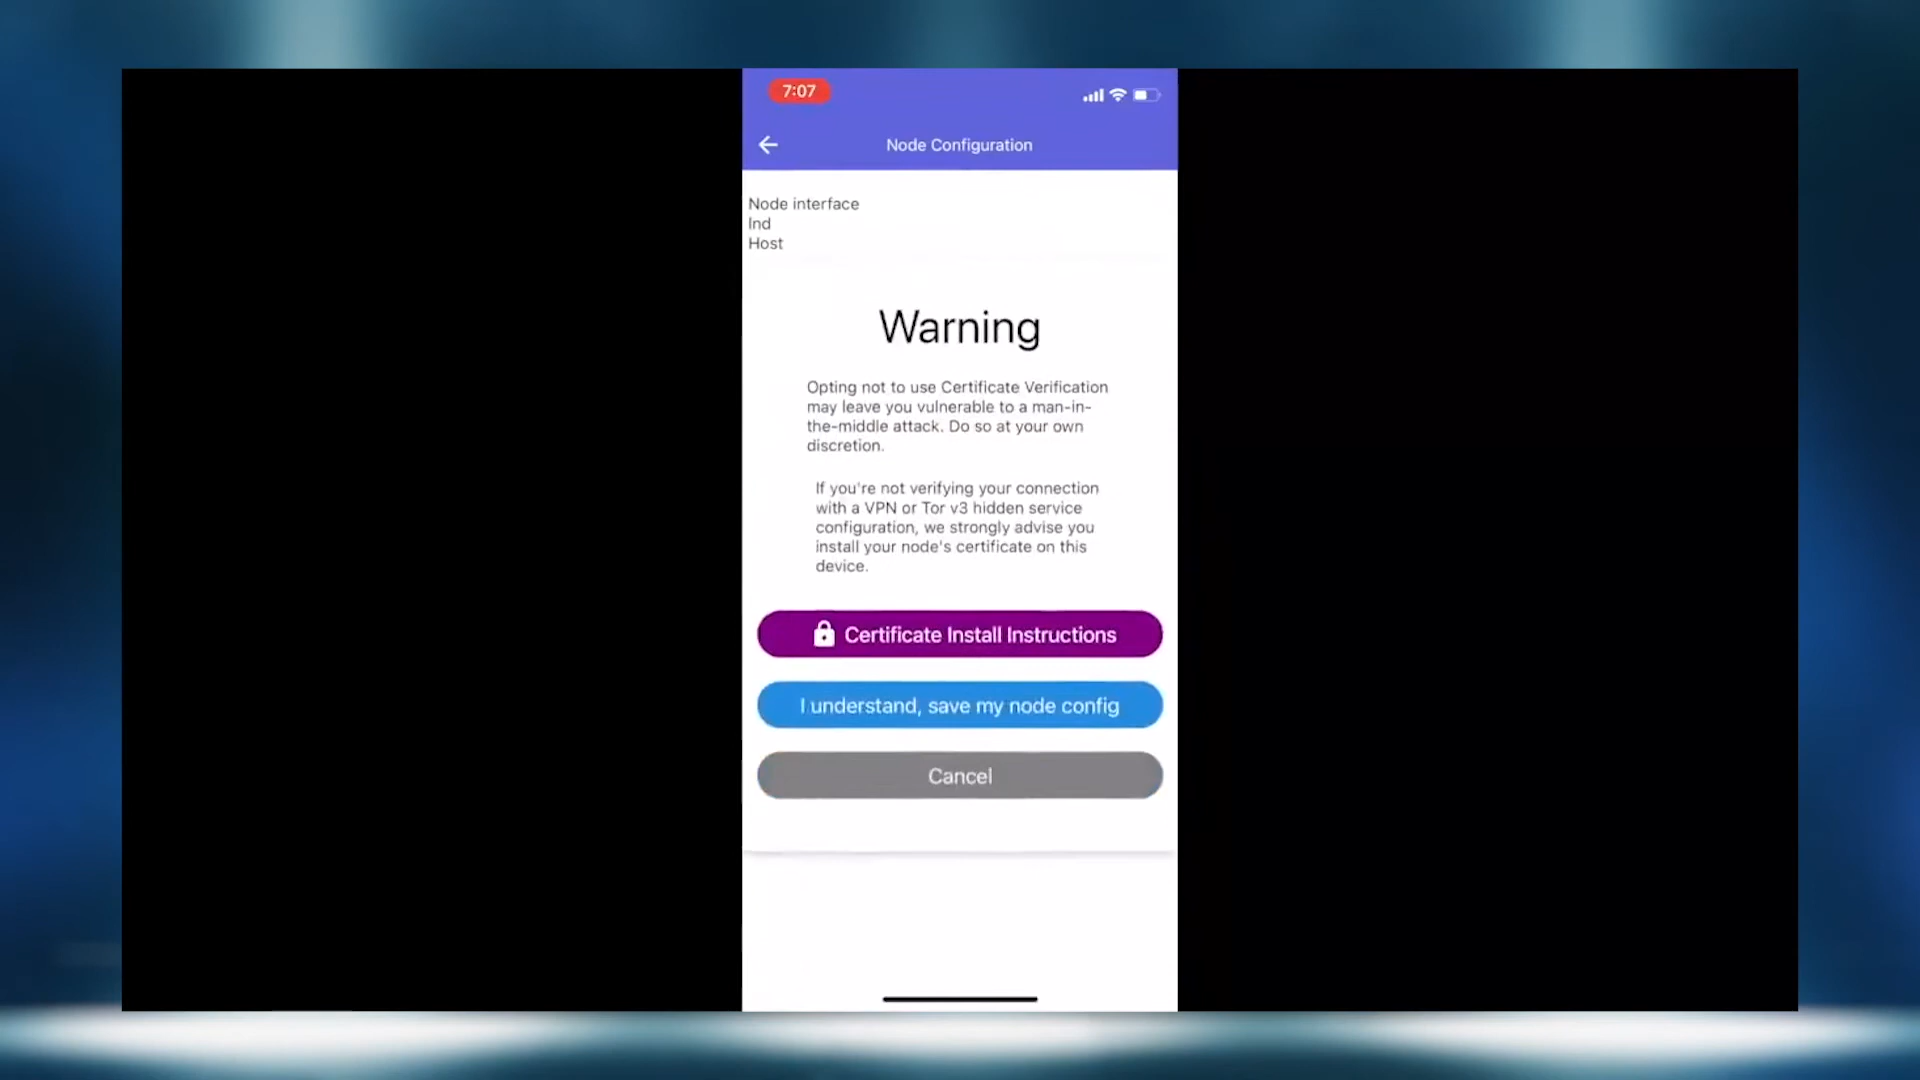 7:07
Node Configuration
Node interface
lnd
Host
Warning
Opting not to use Certificate Verification
may leave you vulnerable to a man-in-
the-middle attack. Do so at your own
discretion.
If you're not verifying your connection
with a VPN or Tor v3 hidden service
configuration, we strongly advise you
install your node's certificate on this
device.
Certificate Install Instructions
I understand, save my node config
Cancel